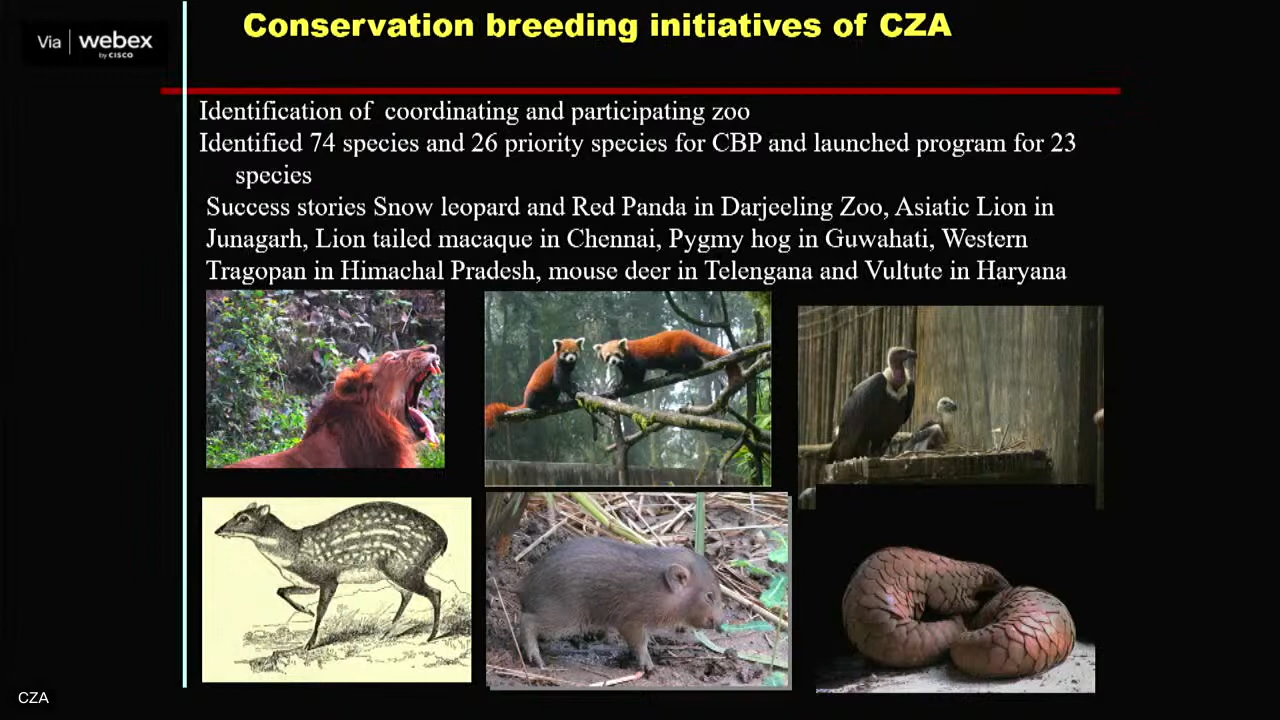 Conservation breeding initiatives of CZA
Via | webex
by CISCO
Identification of coordinating and participating zoo
Identified 74 species and 26 priority species for CBP and launched program for 23
species
Success stories Snow leopard and Red Panda in Darjeeling Zoo, Asiatic Lion in
Junagarh, Lion tailed macaque in Chennai, Pygmy hog in Guwahati, Western
Tragopan in Himachal Pradesh, mouse deer in Telengana and Vultute in Haryana
CZA